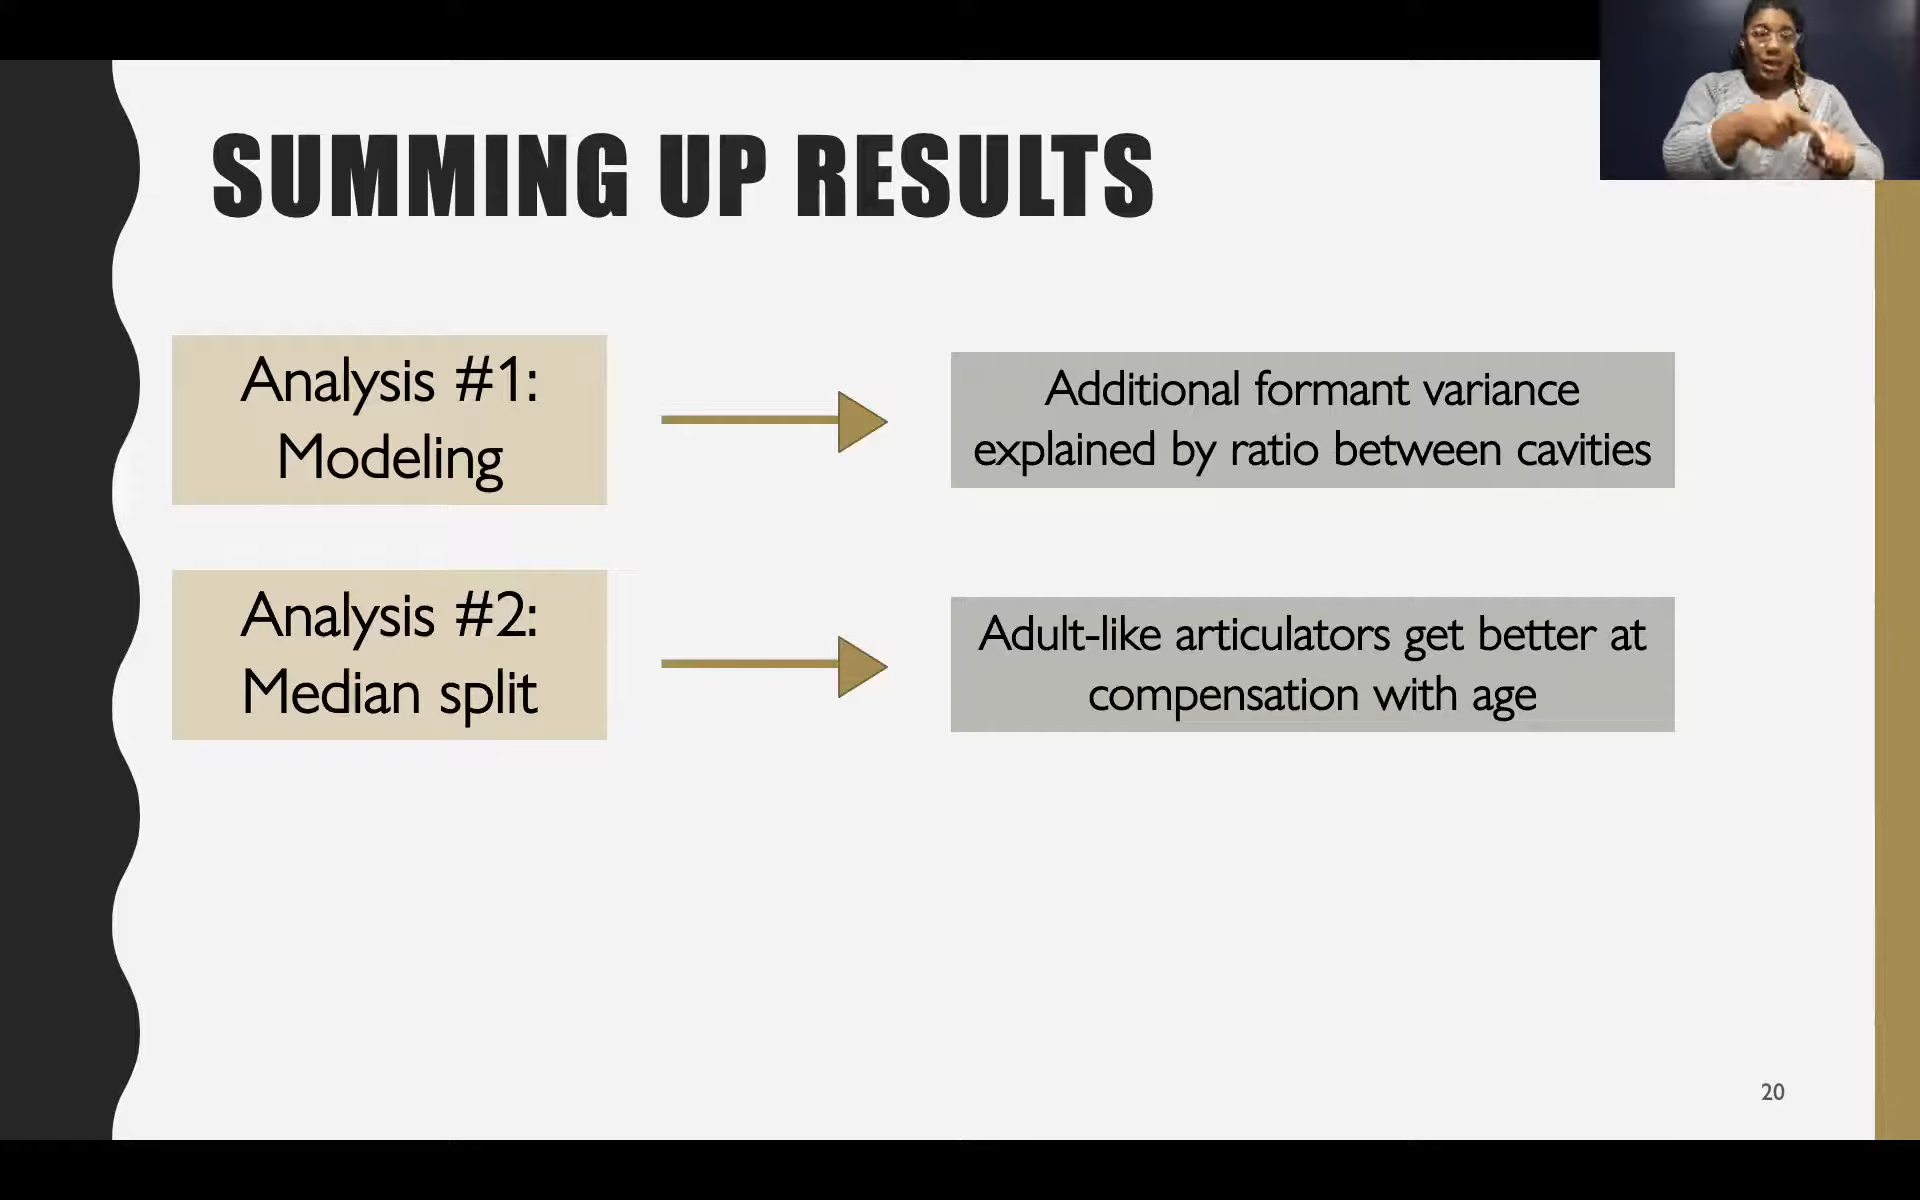 SUMMING UP RESULTS
Analysis #1:
Modeling
Additional formant variance
explained by ratio between cavities
Analysis #2:
Median split
Adult-like articulators get better at
compensation with age
20